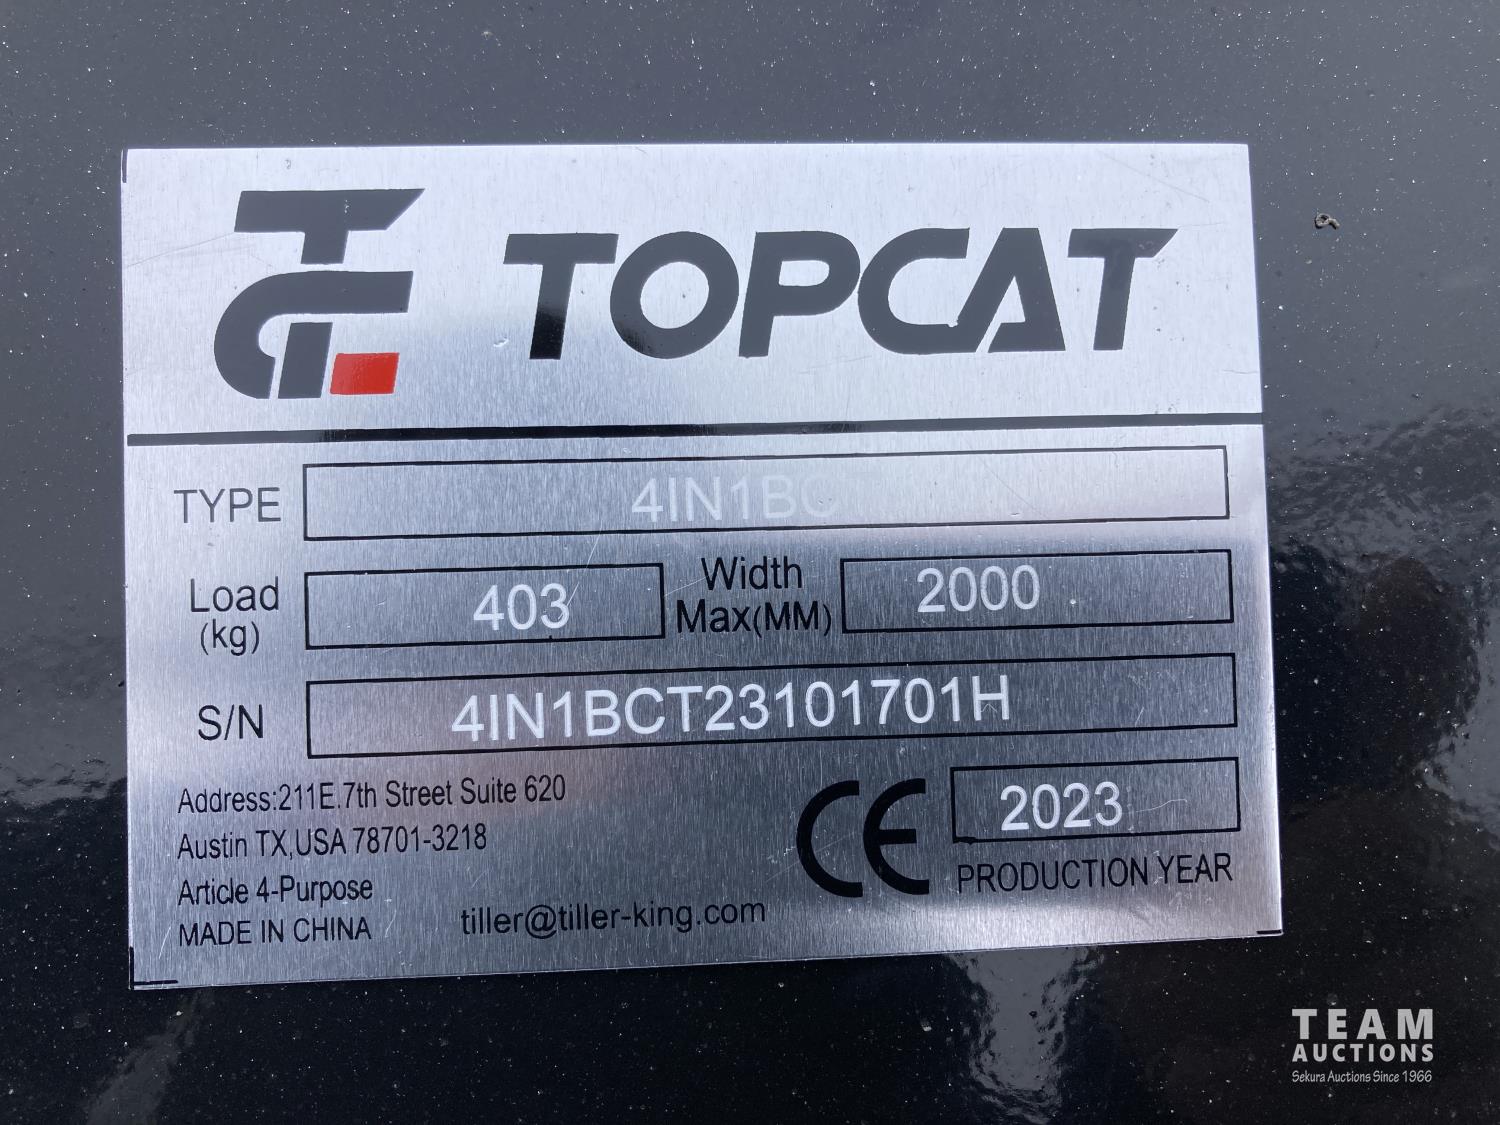 TOPCAT
TYPE 4IN1BC
Load (kg) 403 Width Max(MM) 2000
S/N 4IN1BCT23101701H
Address:211E.7th Street Suite 620
Austin TX,USA 78701-3218
Article 4-Purpose
MADE IN CHINA
tiller@tiller-king.com
CE 2023
PRODUCTION YEAR
TEAM
AUCTIONS
Sekura Auctions Since 1966